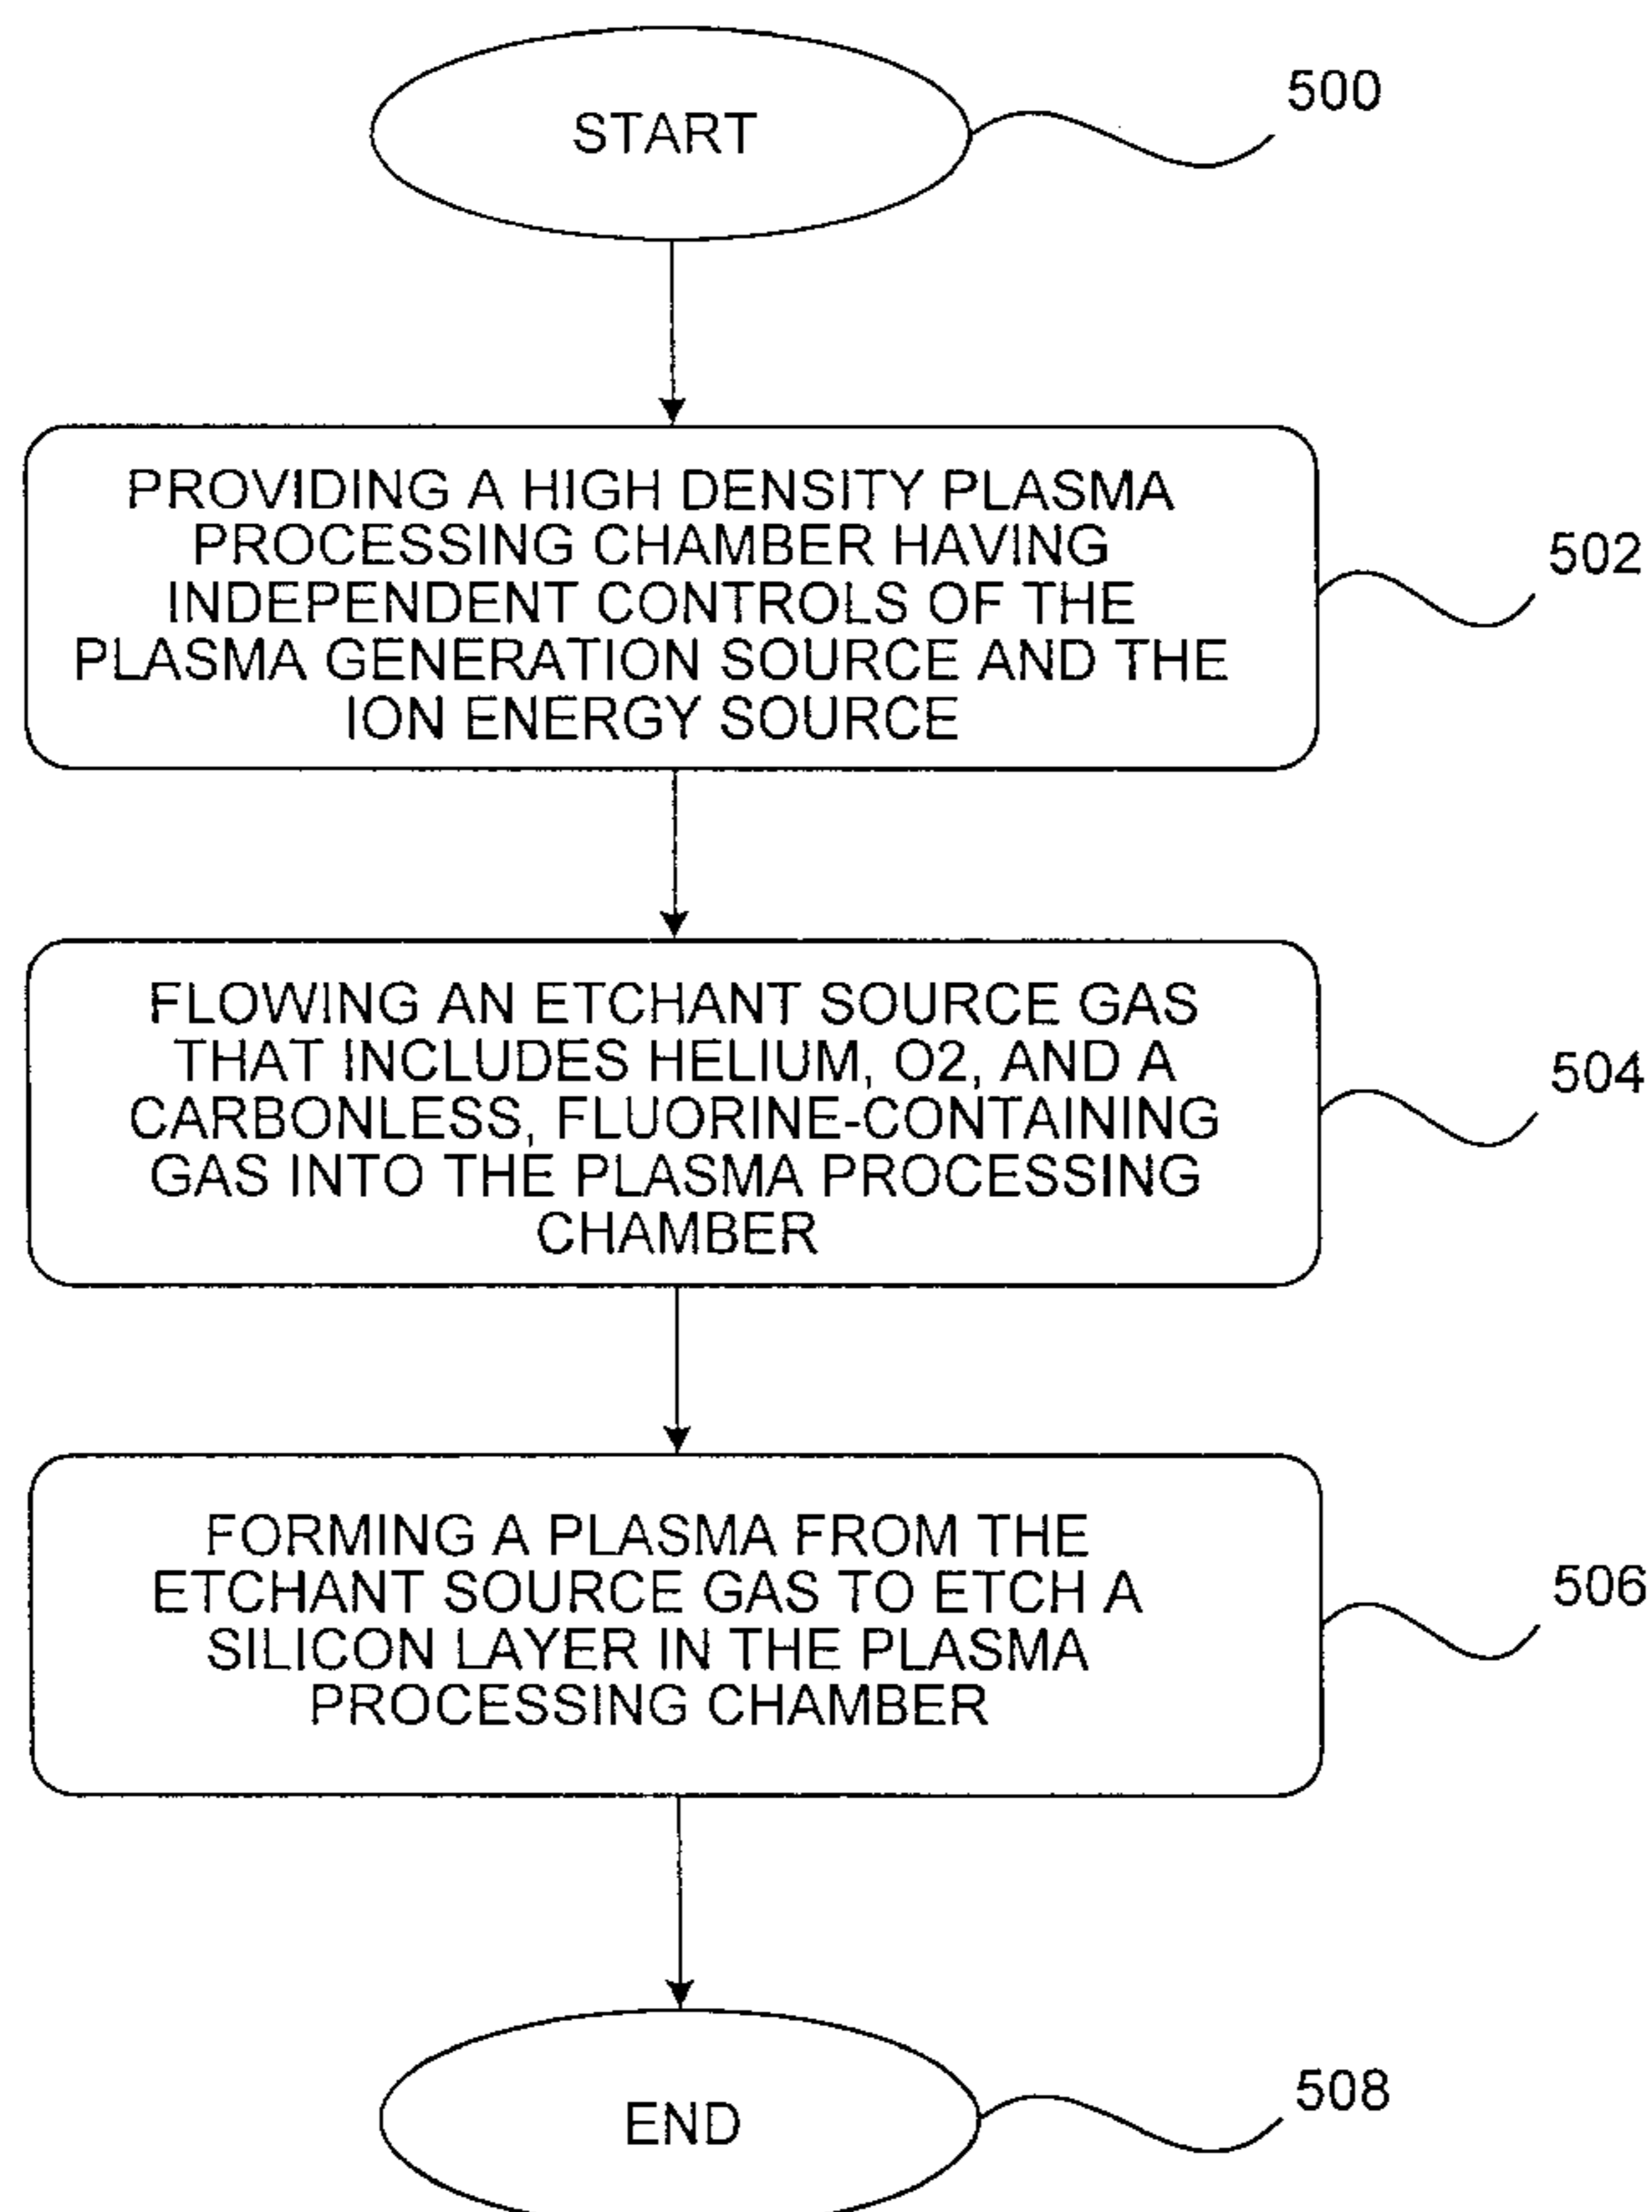 START
500
PROVIDING A HIGH DENSITY PLASMA
PROCESSING CHAMBER HAVING
INDEPENDENT CONTROLS OF THE
PLASMA GENERATION SOURCE AND THE
ION ENERGY SOURCE
502
FLOWING AN ETCHANT SOURCE GAS
THAT INCLUDES HELIUM, O2, AND A
CARBONLESS, FLUORINE-CONTAINING
GAS INTO THE PLASMA PROCESSING
CHAMBER
504
FORMING A PLASMA FROM THE
ETCHANT SOURCE GAS TO ETCH A
SILICON LAYER IN THE PLASMA
PROCESSING CHAMBER
506
END
508